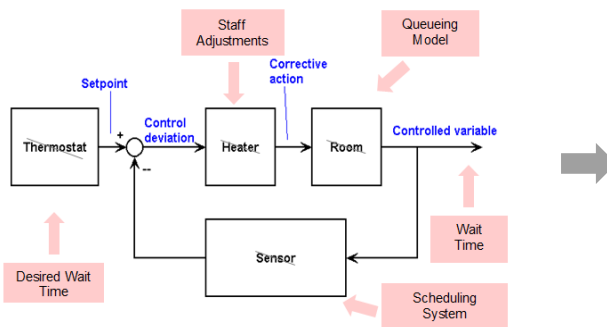 Staff
Adjustments
Queueing
Model
Setpoint
Corrective
action
Control
deviation
Controlled variable
Thermostat
+
Heater
Room
--
Sensor
Wait
Time
Desired Wait
Time
Scheduling
System